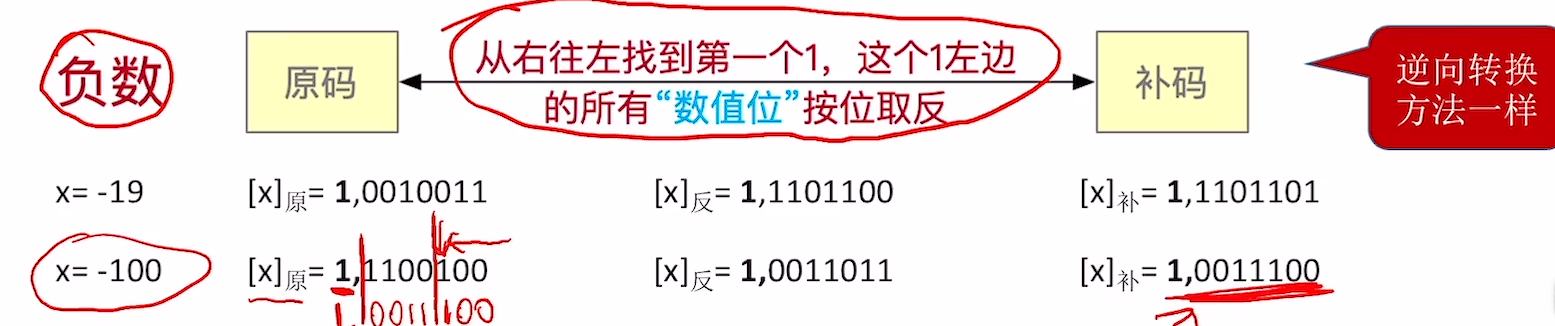 负数
原码
从右往左找到第一个1，这个1左边
的所有“数值位”按位取反
补码
逆向转换
方法一样
x= -19
[x]原= 1,0010011
[x]反= 1,1101100
[x]补= 1,1101101
x= -100
[x]原= 1,1100100
[x]反= 1,0011011
[x]补= 1,0011100
1,0011100